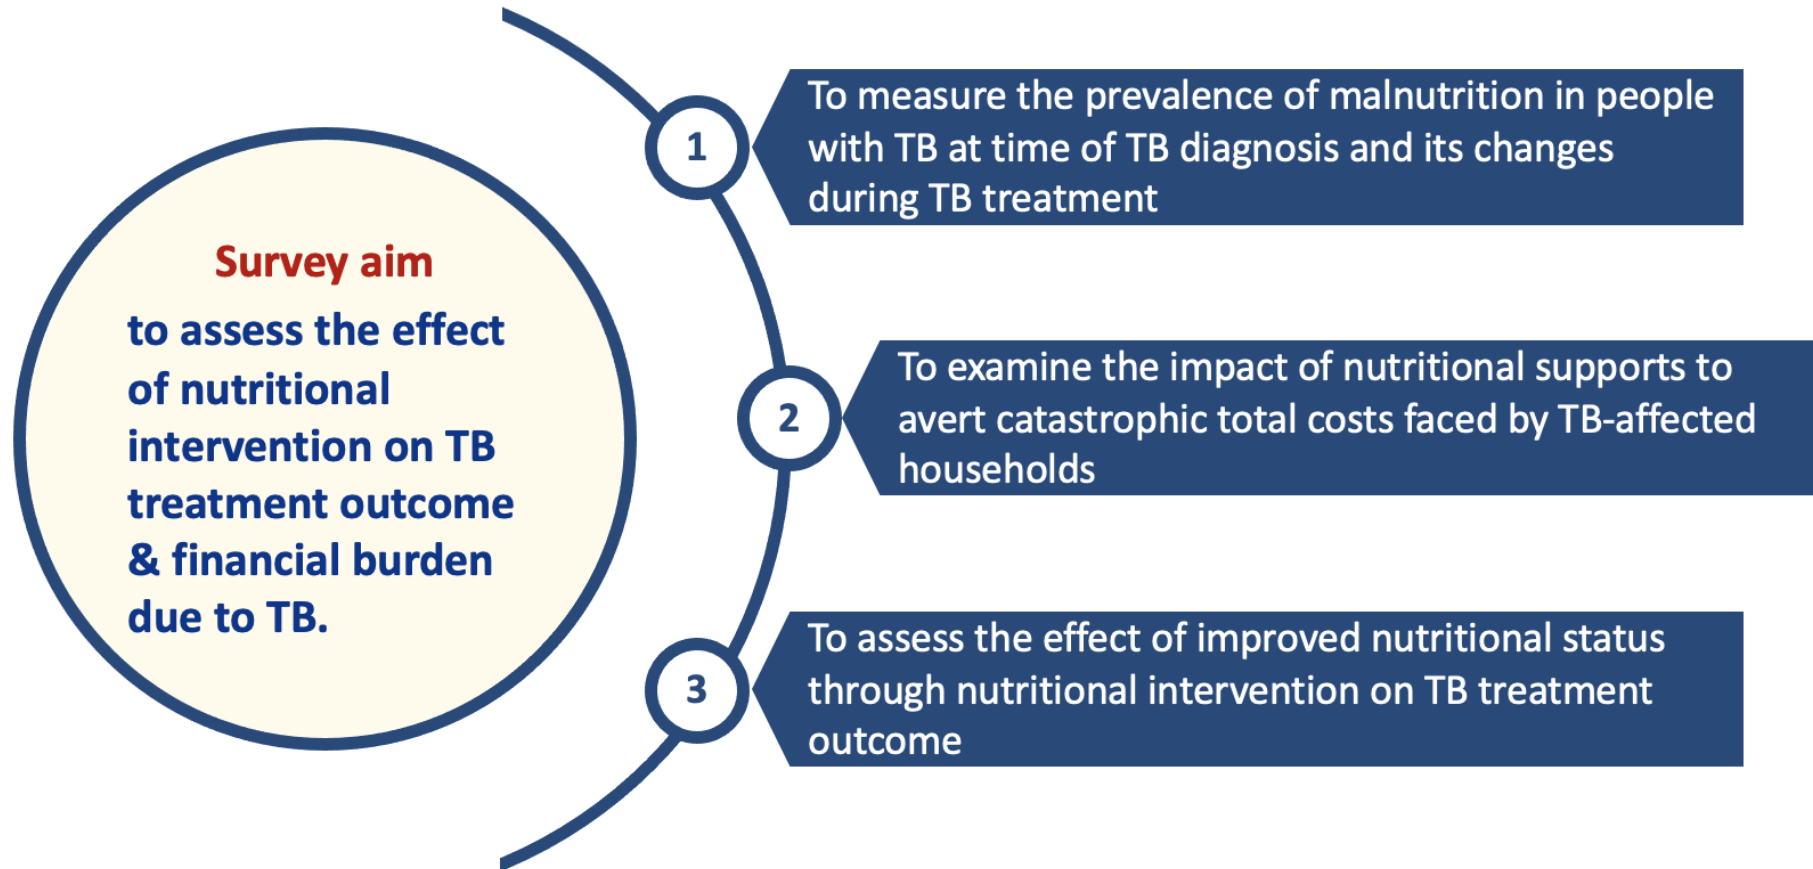 Survey aim
to assess the effect
of nutritional
intervention on TB
treatment outcome
& financial burden
due to TB.
1
To measure the prevalence of malnutrition in people
with TB at time of TB diagnosis and its changes
during TB treatment
2
To examine the impact of nutritional supports to
avert catastrophic total costs faced by TB-affected
households
3
To assess the effect of improved nutritional status
through nutritional intervention on TB treatment
outcome